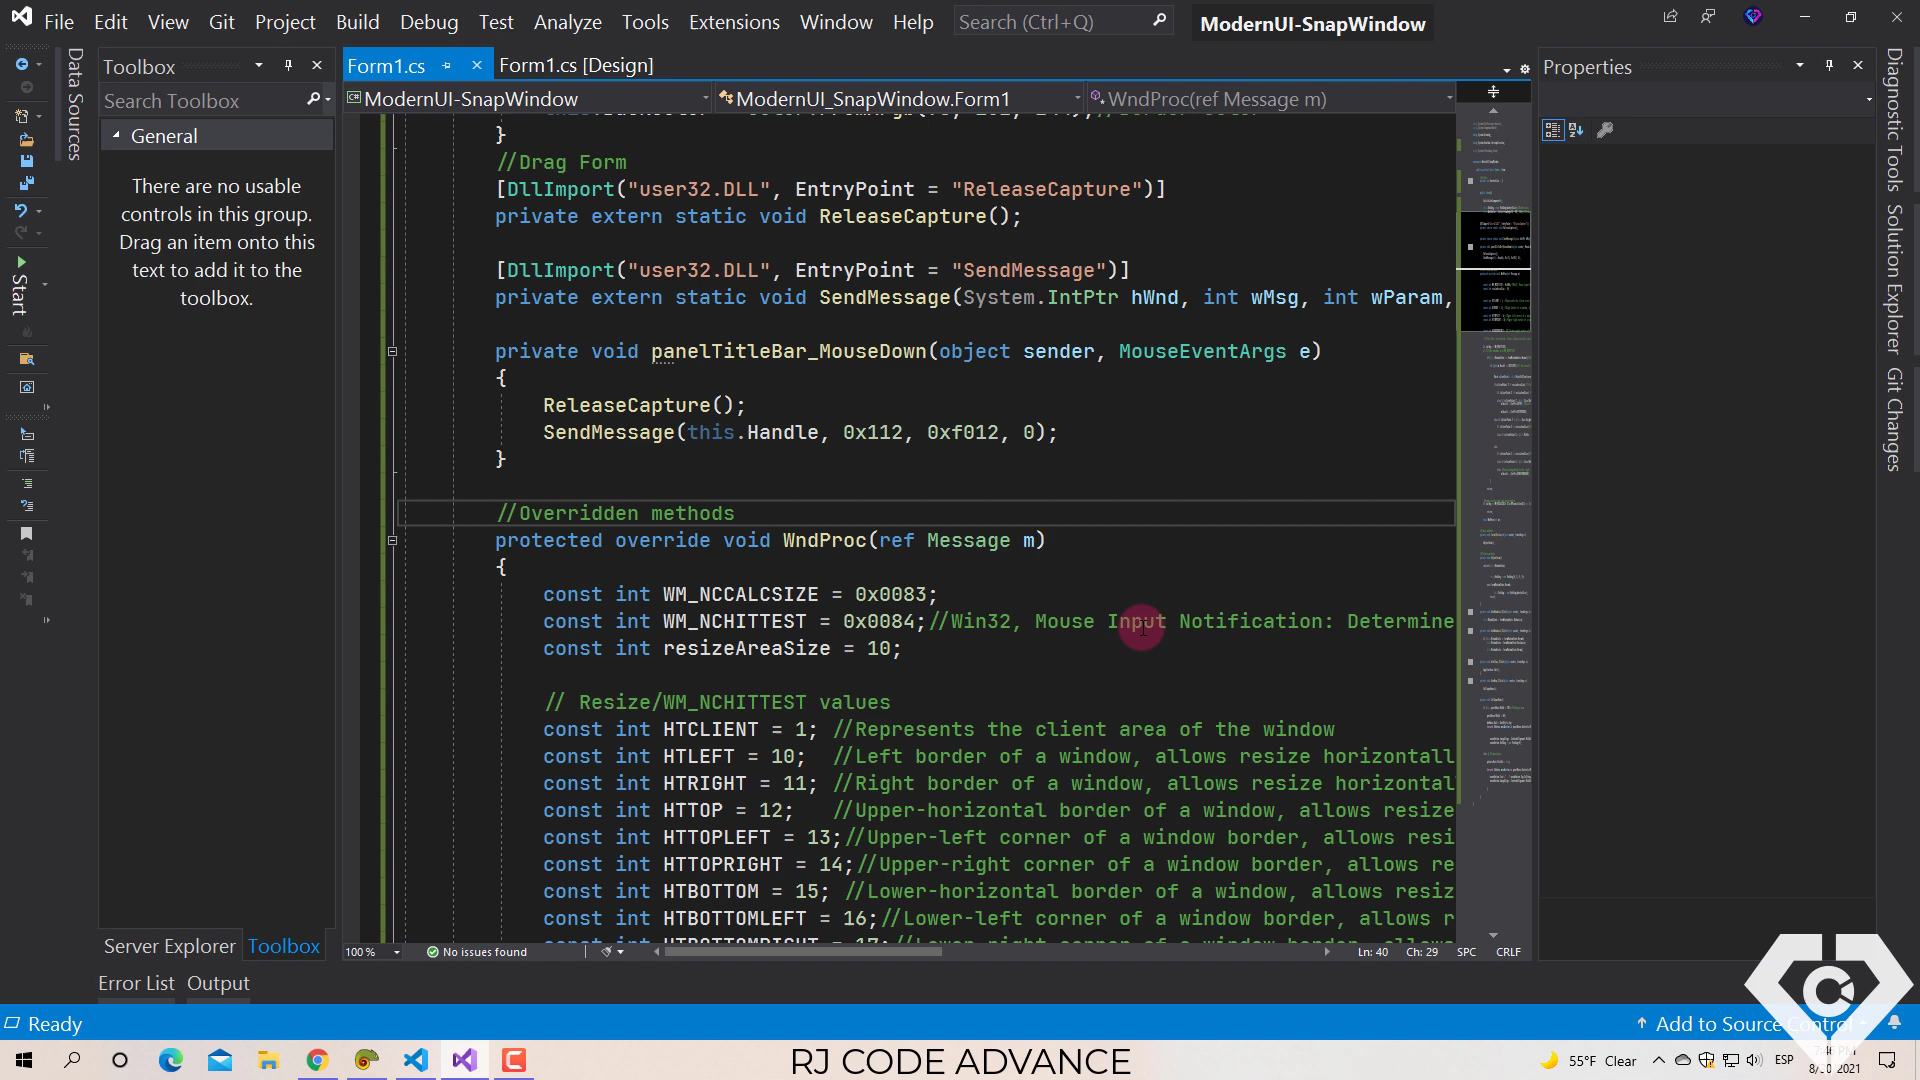 File Edit View Git Project Build Debug Test Analyze Tools Extensions Window Help Search (Ctrl+Q) ModernUI-SnapWindow
Data Sources
Start
Toolbox
Search Toolbox
General
There are no usable
controls in this group.
Drag an item onto this
text to add it to the
toolbox.
Server Explorer Toolbox
Form1.cs Form1.cs [Design]
ModernUI-SnapWindow ModernUI_SnapWindow.Form1 WndProc(ref Message m)
}
//Drag Form
[DllImport("user32.DLL", EntryPoint = "ReleaseCapture")]
private extern static void ReleaseCapture();
[DllImport("user32.DLL", EntryPoint = "SendMessage")]
private extern static void SendMessage(System.IntPtr hWnd, int wMsg, int wParam,
private void panelTitleBar_MouseDown(object sender, MouseEventArgs e)
{
ReleaseCapture();
SendMessage(this.Handle, 0x112, 0xf012, 0);
}
//Overridden methods
protected override void WndProc(ref Message m)
{
const int WM_NCCALCSIZE = 0x0083;
const int WM_NCHITTEST = 0x0084;//Win32, Mouse Input Notification: Determine
const int resizeAreaSize = 10;
// Resize/WM_NCHITTEST values
const int HTCLIENT = 1; //Represents the client area of the window
const int HTLEFT = 10; //Left border of a window, allows resize horizontall
const int HTRIGHT = 11; //Right border of a window, allows resize horizontal
const int HTTOP = 12; //Upper-horizontal border of a window, allows resize
const int HTTOPLEFT = 13;//Upper-left corner of a window border, allows resi
const int HTTOPRIGHT = 14;//Upper-right corner of a window border, allows re
const int HTBOTTOM = 15; //Lower-horizontal border of a window, allows resiz
const int HTBOTTOMLEFT = 16;//Lower-left corner of a window border, allows r
100 % No issues found Ln: 40 Ch: 29 SPC CRLF
Properties
Diagnostic Tools
Solution Explorer
Git Changes
Error List Output
Ready Add to Source Control
RJ CODE ADVANCE
55°F Clear ESP
8/30/2021